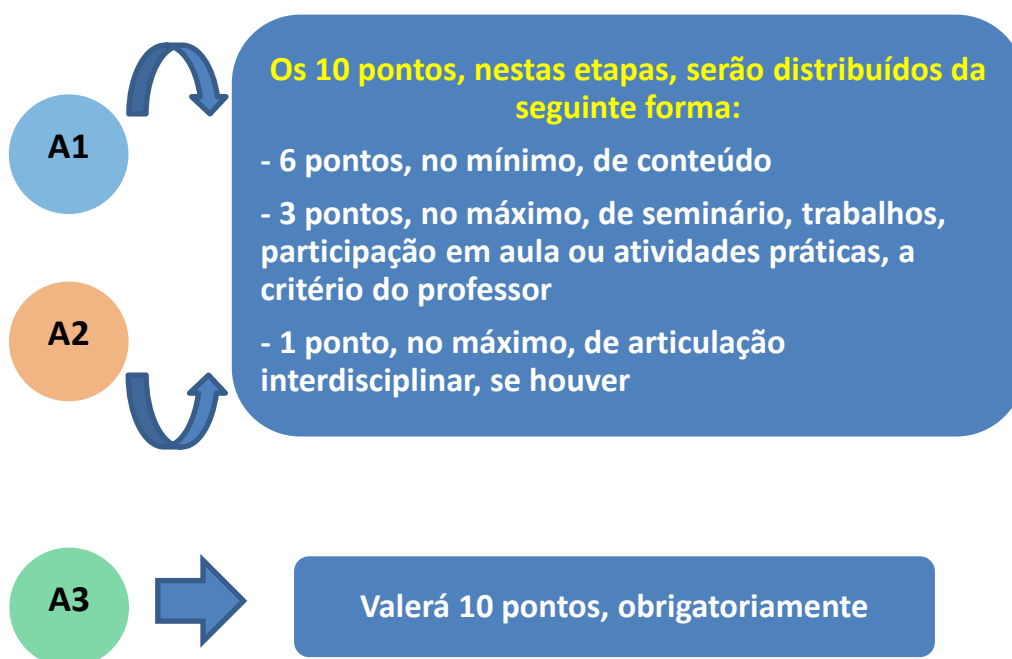 A1
Os 10 pontos, nestas etapas, serão distribuídos da
seguinte forma:
- 6 pontos, no mínimo, de conteúdo
- 3 pontos, no máximo, de seminário, trabalhos,
participação em aula ou atividades práticas, a
critério do professor
A2
- 1 ponto, no máximo, de articulação
interdisciplinar, se houver
A3
Valerá 10 pontos, obrigatoriamente